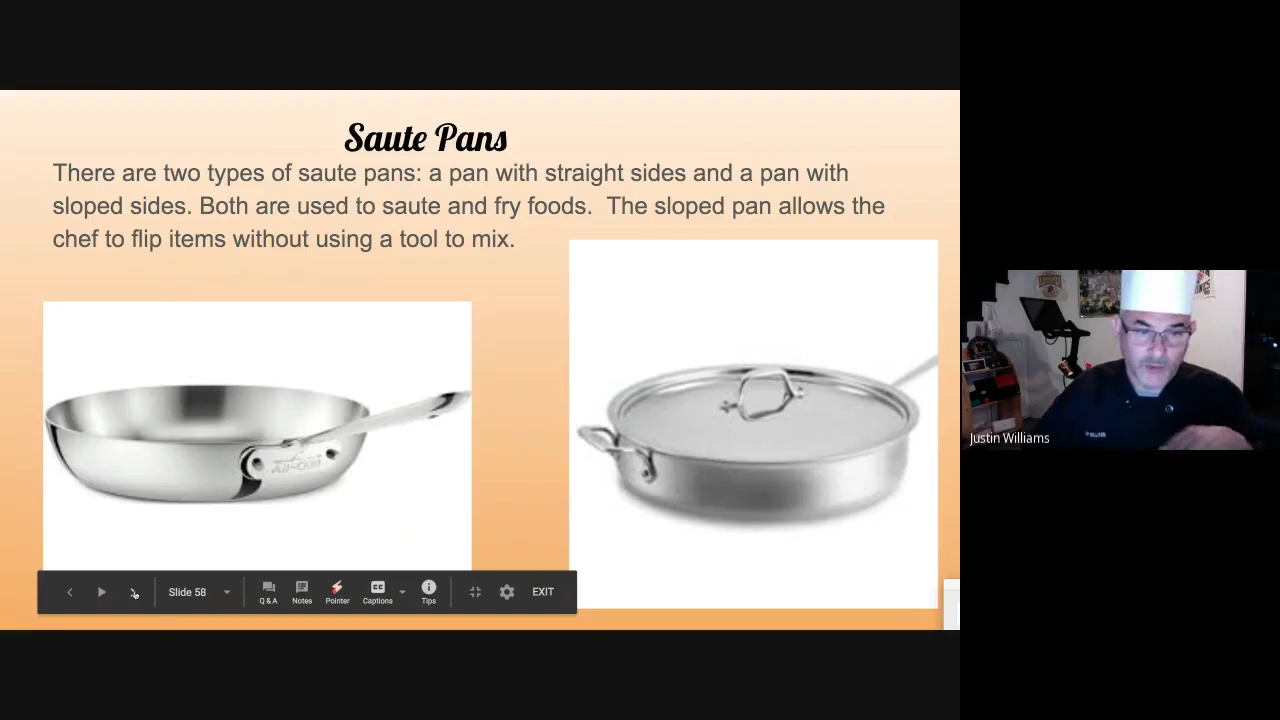 Saute Pans
There are two types of saute pans: a pan with straight sides and a pan with
sloped sides. Both are used to saute and fry foods.  The sloped pan allows the
chef to flip items without using a tool to mix.
Slide 58
Q & A
Notes
Pointer
Captions
Tips
EXIT
Justin Williams